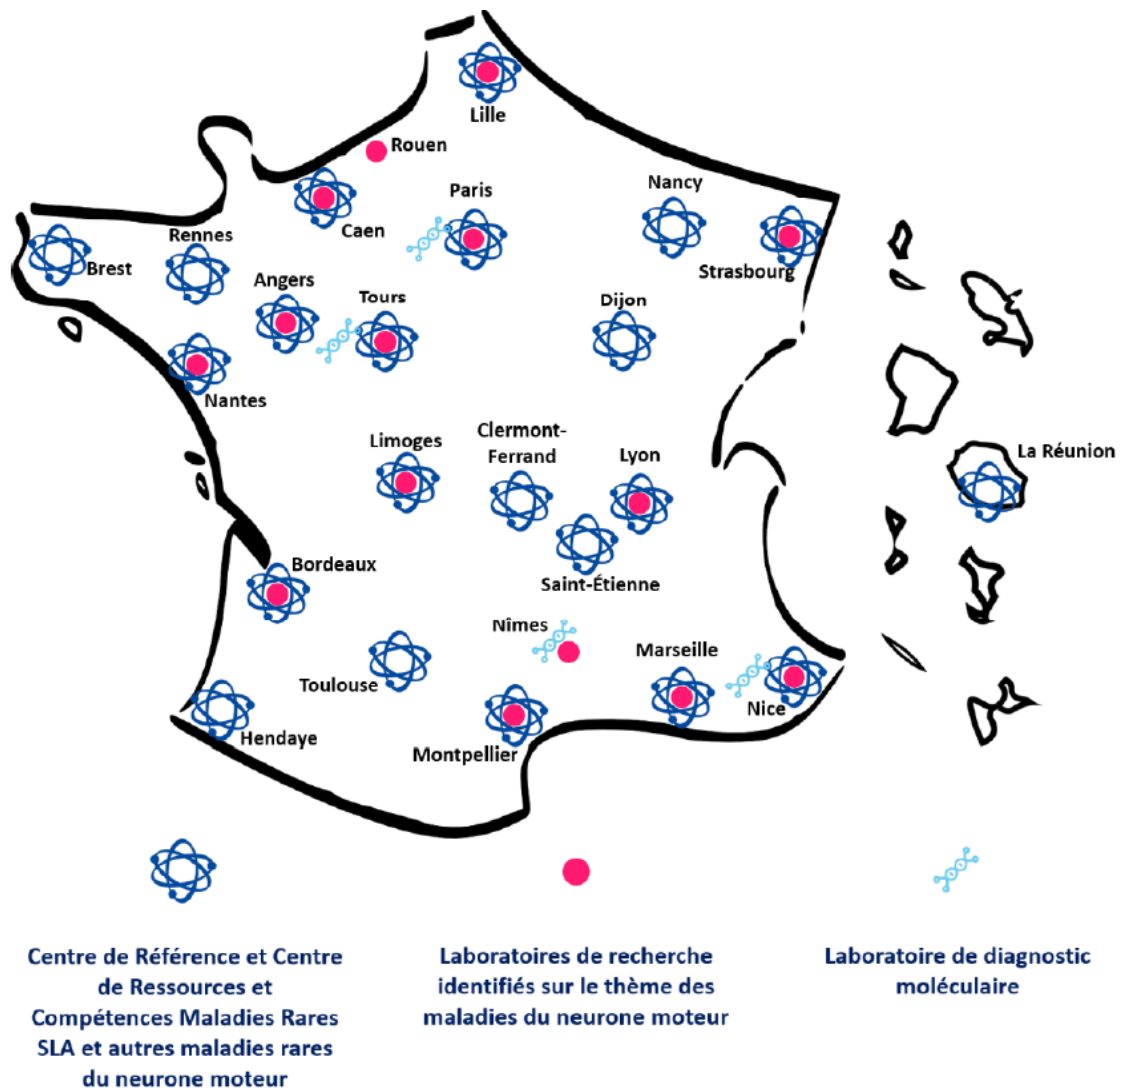 Lille
Rouen
Paris
Nancy
Caen
Rennes
Brest
Strasbourg
Angers
Tours
Dijon
Nantes
Limoges
Clermont-
Ferrand
Lyon
La Réunion
Bordeaux
Saint-Étienne
Nîmes
Marseille
Toulouse
Nice
Hendaye
Montpellier
Centre de Référence et Centre
de Ressources et
Compétences Maladies Rares
SLA et autres maladies rares
du neurone moteur
Laboratoires de recherche
identifiés sur le thème des
maladies du neurone moteur
Laboratoire de diagnostic
moléculaire